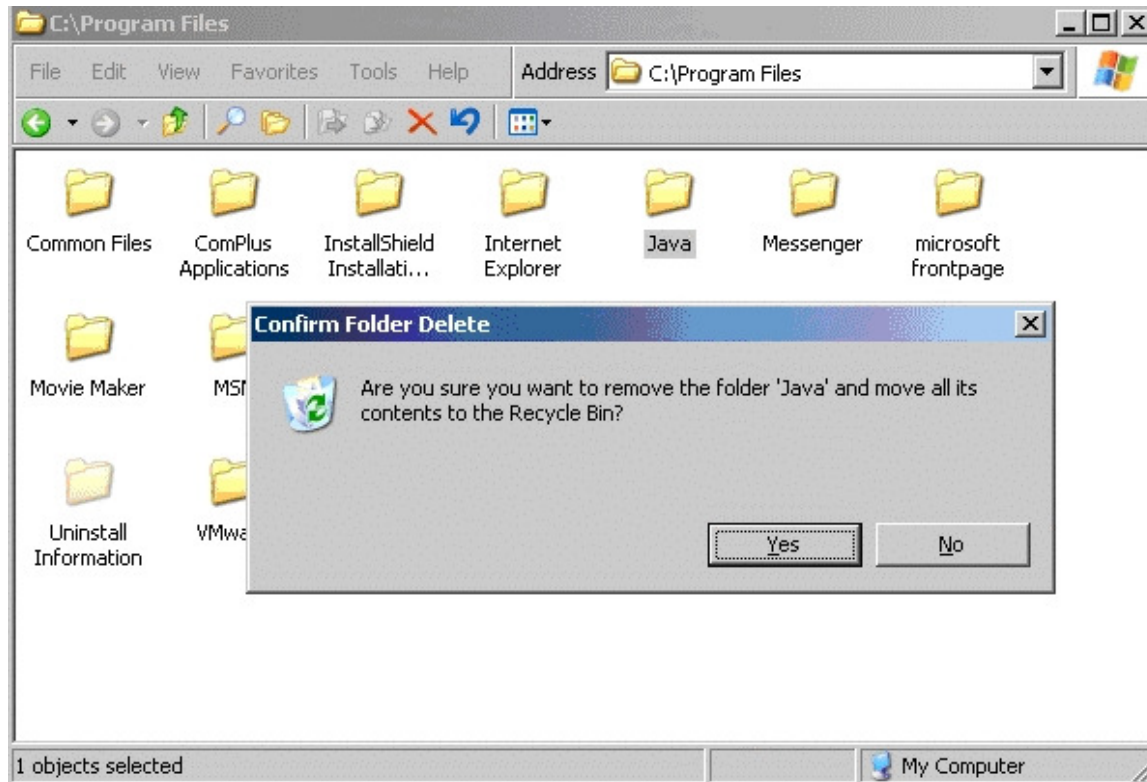 C:\Program Files
File Edit View Favorites Tools Help Address C:\Program Files
Common Files ComPlus InstallShield Internet Java Messenger microsoft
Applications Installati... Explorer frontpage
Confirm Folder Delete
Movie Maker
Are you sure you want to remove the folder 'Java' and move all its
contents to the Recycle Bin?
Uninstall
Information
Yes No
1 objects selected My Computer